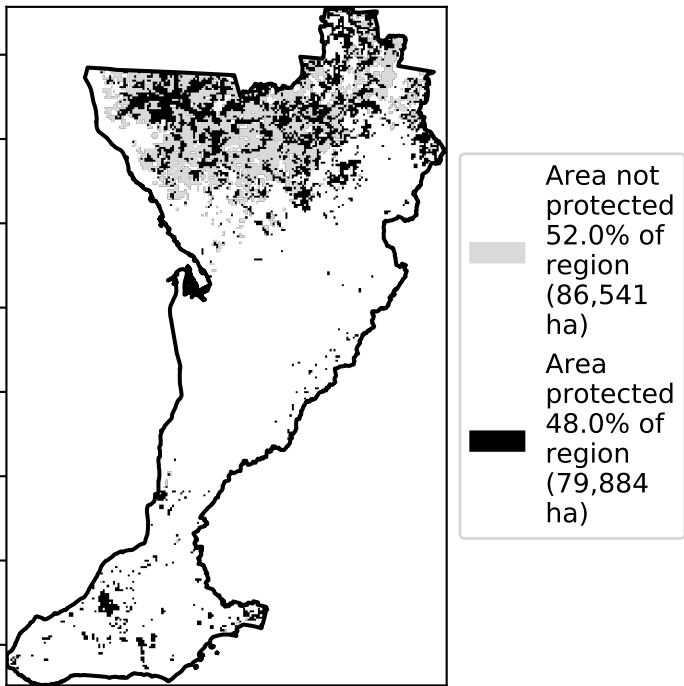 Area not
protected
52.0% of
region
(86,541
ha)
Area
protected
48.0% of
region
(79,884
ha)